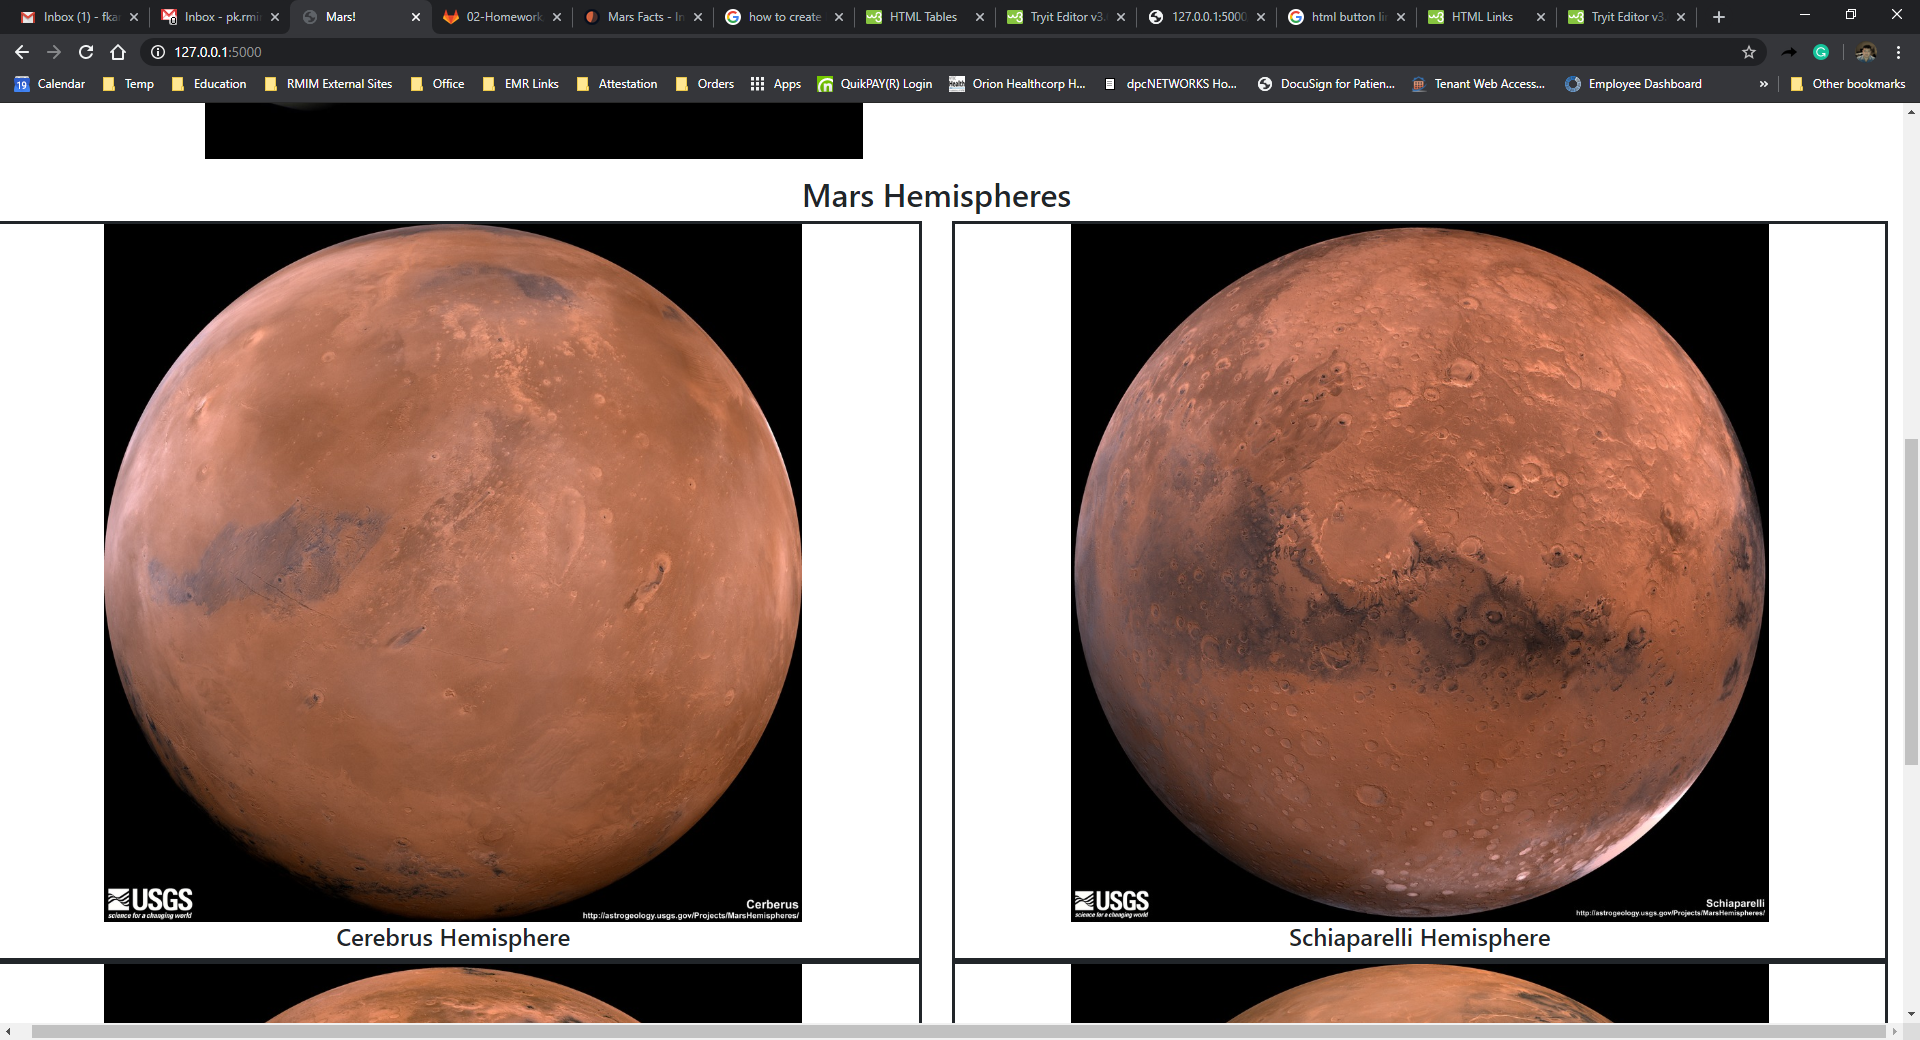 Inbox (1) - fka
Inbox - pk.rmi
Mars!
02-Homework
Mars Facts - In
how to create
HTML Tables
Tryit Editor v3.
127.0.0.1:5000
html button li
HTML Links
Tryit Editor v3.
127.0.0.1:5000
19 Calendar
Temp
Education
RMIM External Sites
Office
EMR Links
Attestation
Orders
Apps
QuikPAY(R) Login
Orion Healthcorp H...
dpcNETWORKS Ho...
DocuSign for Patien...
Tenant Web Access...
Employee Dashboard
»
Other bookmarks
Mars Hemispheres
USGS
science for a changing world
Cerberus
http://astrogeology.usgs.gov/Projects/MarsHemispheres/
Cerebrus Hemisphere
USGS
science for a changing world
Schiaparelli
http://astrogeology.usgs.gov/Projects/MarsHemispheres/
Schiaparelli Hemisphere